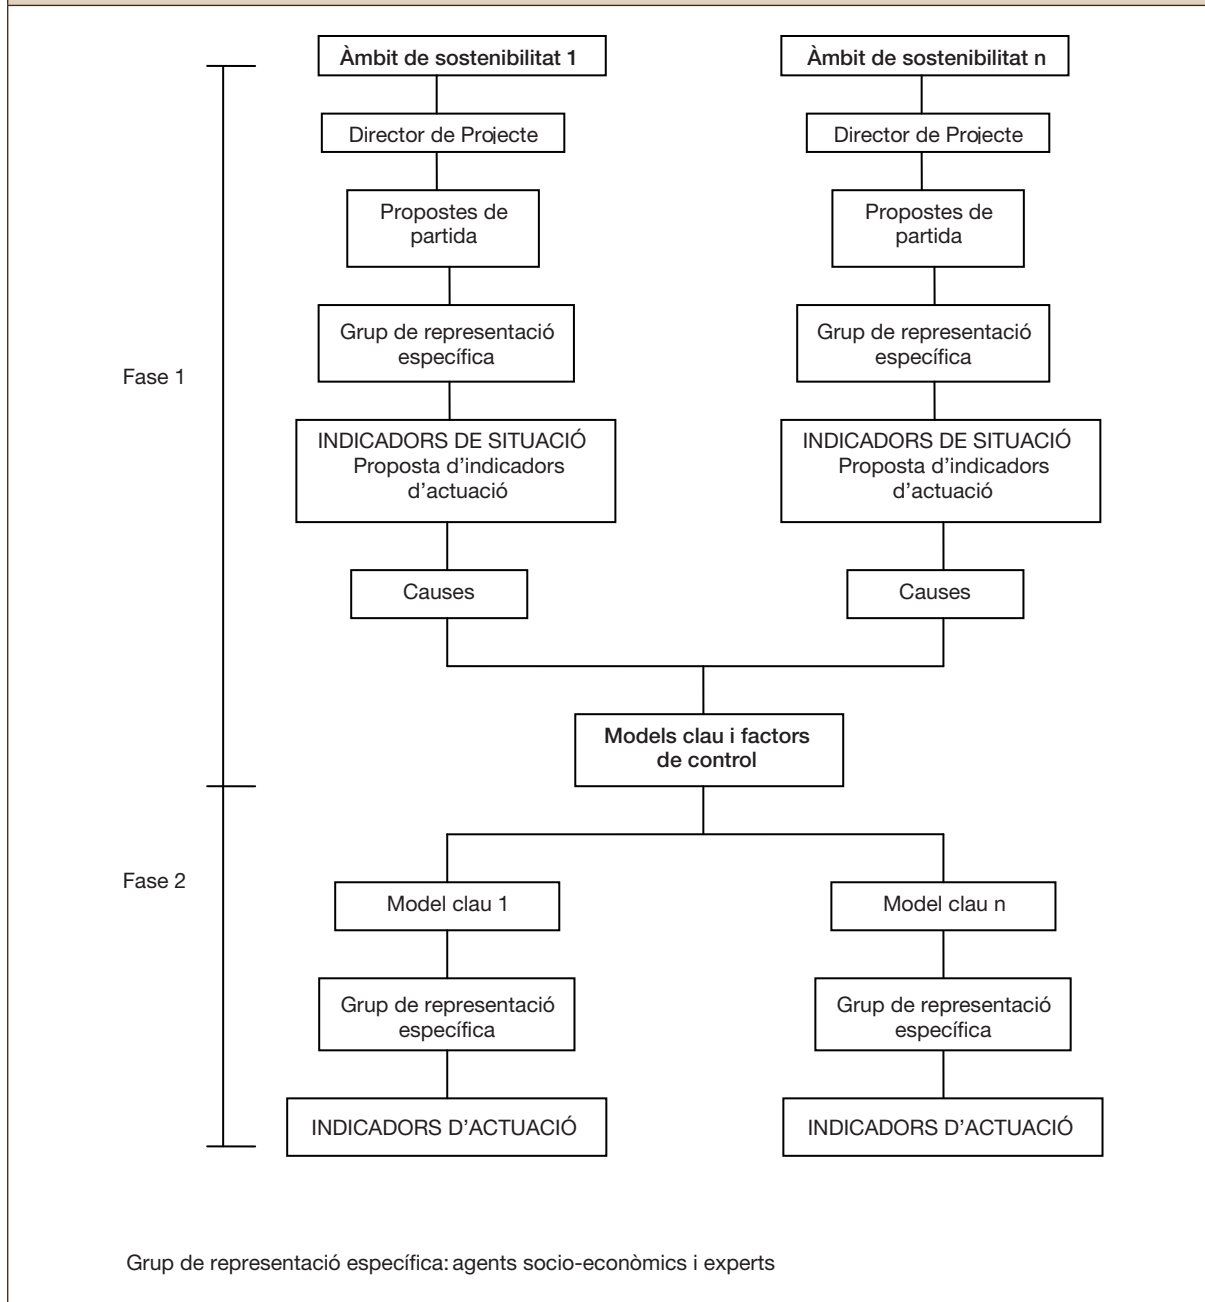 Àmbit de sostenibilitat 1
Àmbit de sostenibilitat n
Director de Projecte
Director de Projecte
Propostes de
partida
Propostes de
partida
Grup de representació
específica
Grup de representació
específica
Fase 1
INDICADORS DE SITUACIÓ
Proposta d’indicadors
d’actuació
INDICADORS DE SITUACIÓ
Proposta d’indicadors
d’actuació
Causes
Causes
Models clau i factors
de control
Fase 2
Model clau 1
Model clau n
Grup de representació
específica
Grup de representació
específica
INDICADORS D’ACTUACIÓ
INDICADORS D’ACTUACIÓ
Grup de representació específica: agents socio-econòmics i experts